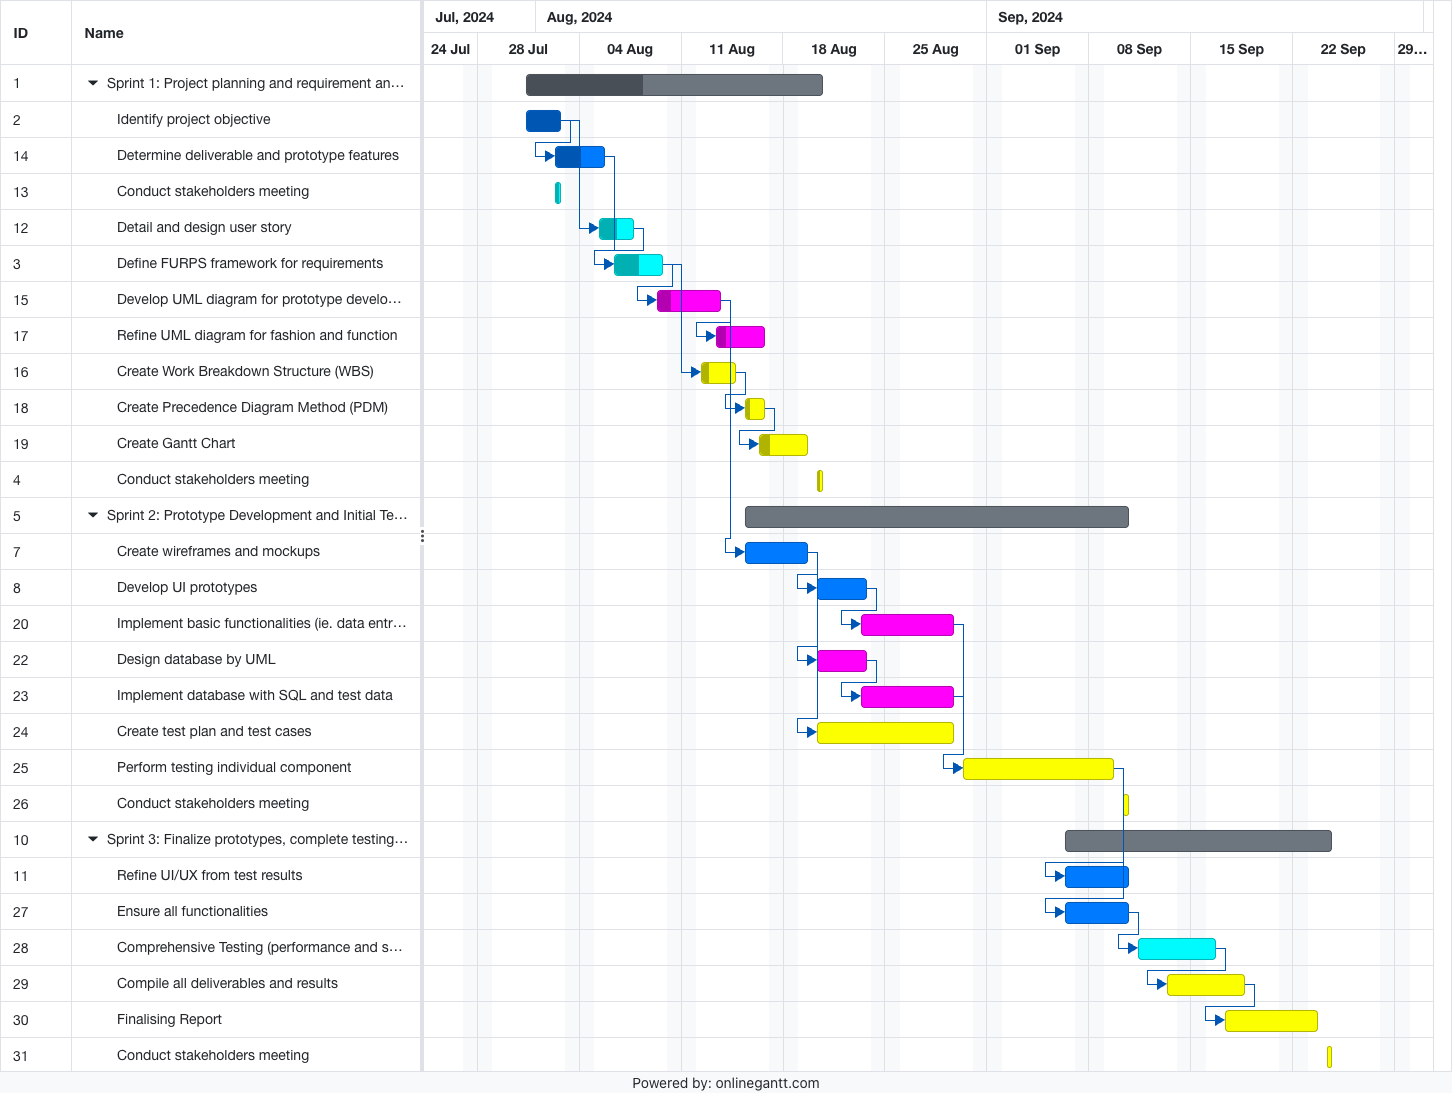 ID Name Jul, 2024 Aug, 2024 Sep, 2024
24 Jul 28 Jul 04 Aug 11 Aug 18 Aug 25 Aug 01 Sep 08 Sep 15 Sep 22 Sep 29...
1 Sprint 1: Project planning and requirement an...
2 Identify project objective
14 Determine deliverable and prototype features
13 Conduct stakeholders meeting
12 Detail and design user story
3 Define FURPS framework for requirements
15 Develop UML diagram for prototype develo...
17 Refine UML diagram for fashion and function
16 Create Work Breakdown Structure (WBS)
18 Create Precedence Diagram Method (PDM)
19 Create Gantt Chart
4 Conduct stakeholders meeting
5 Sprint 2: Prototype Development and Initial Te...
7 Create wireframes and mockups
8 Develop UI prototypes
20 Implement basic functionalities (ie. data entr...
22 Design database by UML
23 Implement database with SQL and test data
24 Create test plan and test cases
25 Perform testing individual component
26 Conduct stakeholders meeting
10 Sprint 3: Finalize prototypes, complete testing...
11 Refine UI/UX from test results
27 Ensure all functionalities
28 Comprehensive Testing (performance and s...
29 Compile all deliverables and results
30 Finalising Report
31 Conduct stakeholders meeting
Powered by: onlinegantt.com